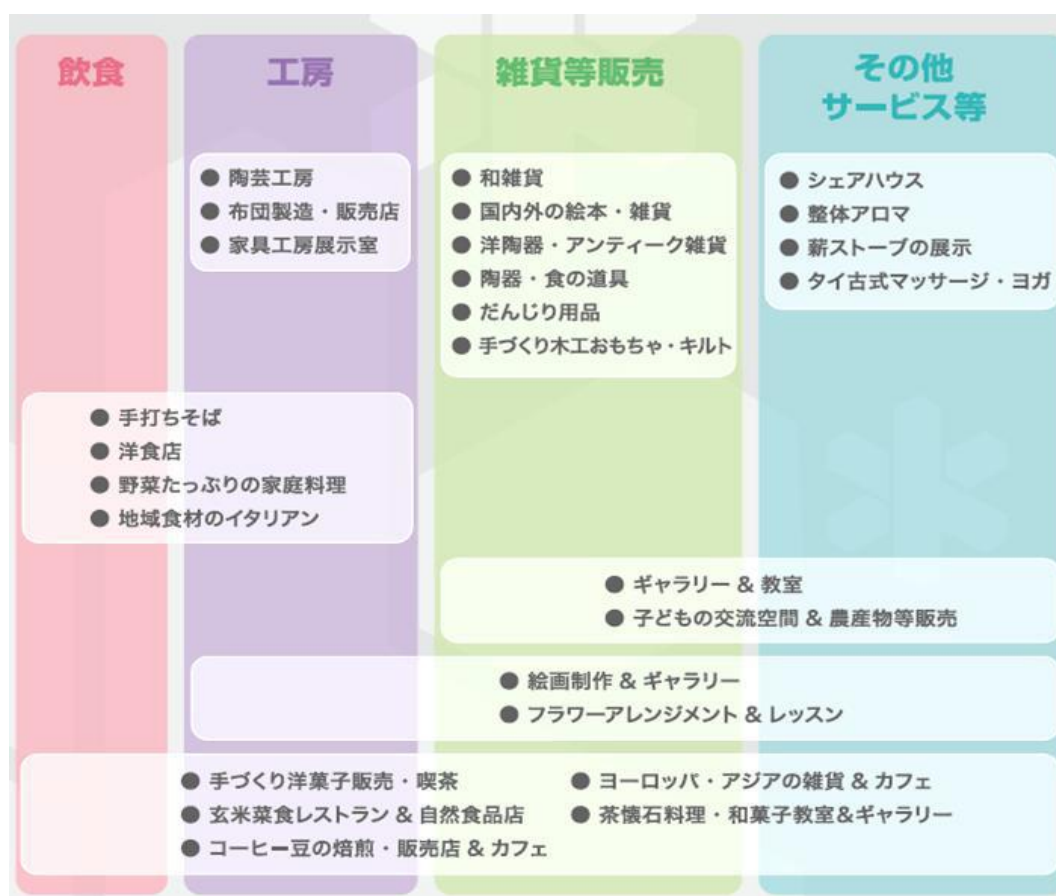 飲食
工房
雑貨等販売
その他
サービス等
● 陶芸工房
● 布団製造・販売店
● 家具工房展示室
● 和雑貨
● 国内外の絵本・雑貨
● 洋陶器・アンティーク雑貨
● 陶器・食の道具
● だんじり用品
● 手づくり木工おもちゃ・キルト
● シェアハウス
● 整体アロマ
● 薪ストーブの展示
● タイ古式マッサージ・ヨガ
● 手打ちそば
● 洋食店
● 野菜たっぷりの家庭料理
● 地域食材のイタリアン
● ギャラリー & 教室
● 子どもの交流空間 & 農産物等販売
● 絵画制作 & ギャラリー
● フラワーアレンジメント & レッスン
● 手づくり洋菓子販売・喫茶
● 玄米菜食レストラン & 自然食品店
● コーヒー豆の焙煎・販売店 & カフェ
● ヨーロッパ・アジアの雑貨 & カフェ
● 茶懐石料理・和菓子教室&ギャラリー